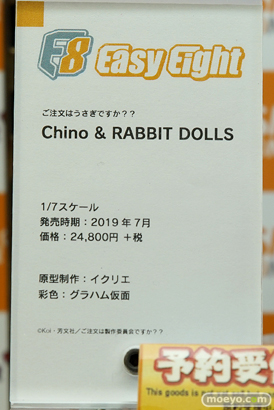 E8 Easy Eight
ご注文はうさぎですか？？
Chino & RABBIT DOLLS
1/7スケール
発売時期：2019 年 7月
価格：24,800円 ＋税
原型制作：イクリエ
彩色：グラハム仮面
©Koi・芳文社／ご注文は製作委員会ですか？？
予約受
This goods is
moeyo.com